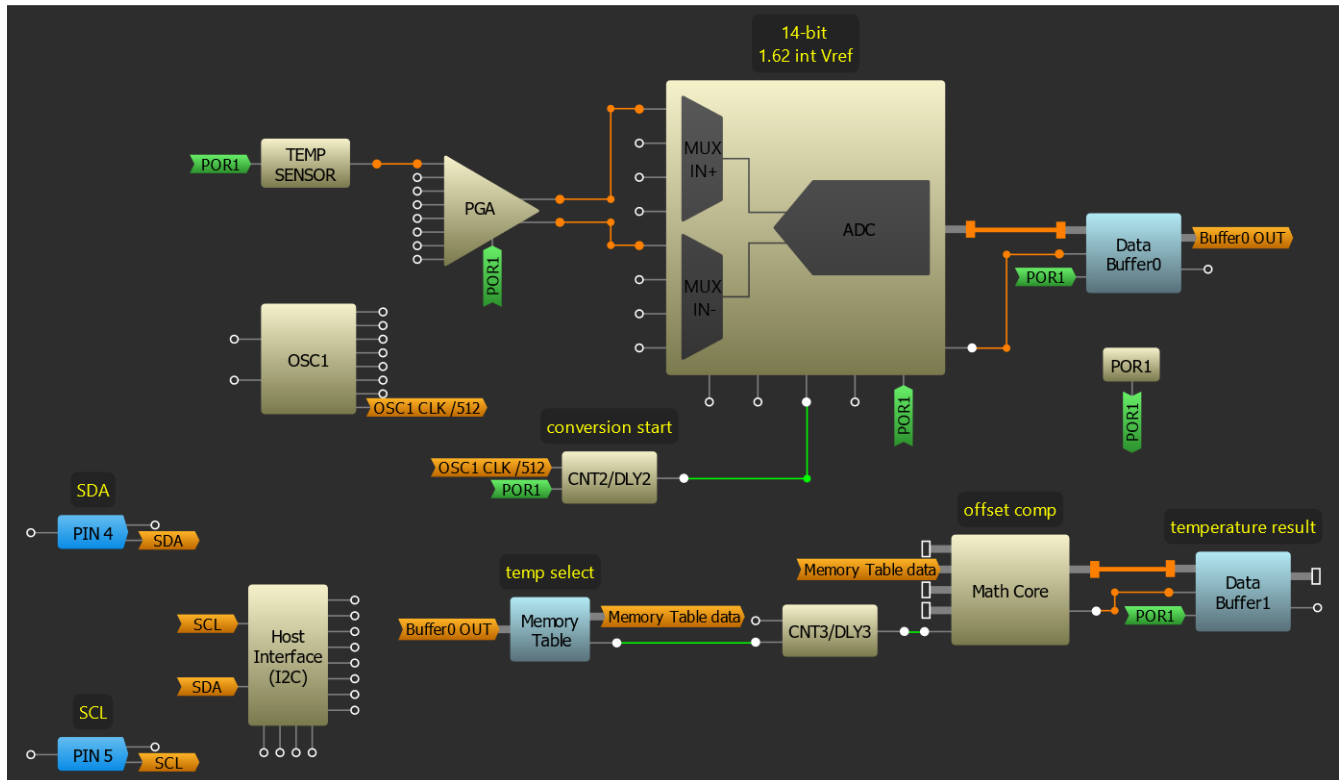 14-bit
1.62 int Vref
POR1
TEMP
SENSOR
PGA
POR1
MUX
IN+
ADC
MUX
IN-
Data
Buffer0
Buffer0 OUT
POR1
OSC1
OSC1 CLK /512
POR1
POR1
POR1
conversion start
OSC1 CLK /512
POR1
CNT2/DLY2
SDA
PIN 4
SDA
offset comp
temperature result
Memory Table data
Math Core
Data
Buffer1
POR1
temp select
Buffer0 OUT
Memory
Table
Memory Table data
CNT3/DLY3
SCL
SDA
Host
Interface
(I2C)
SCL
PIN 5
SCL